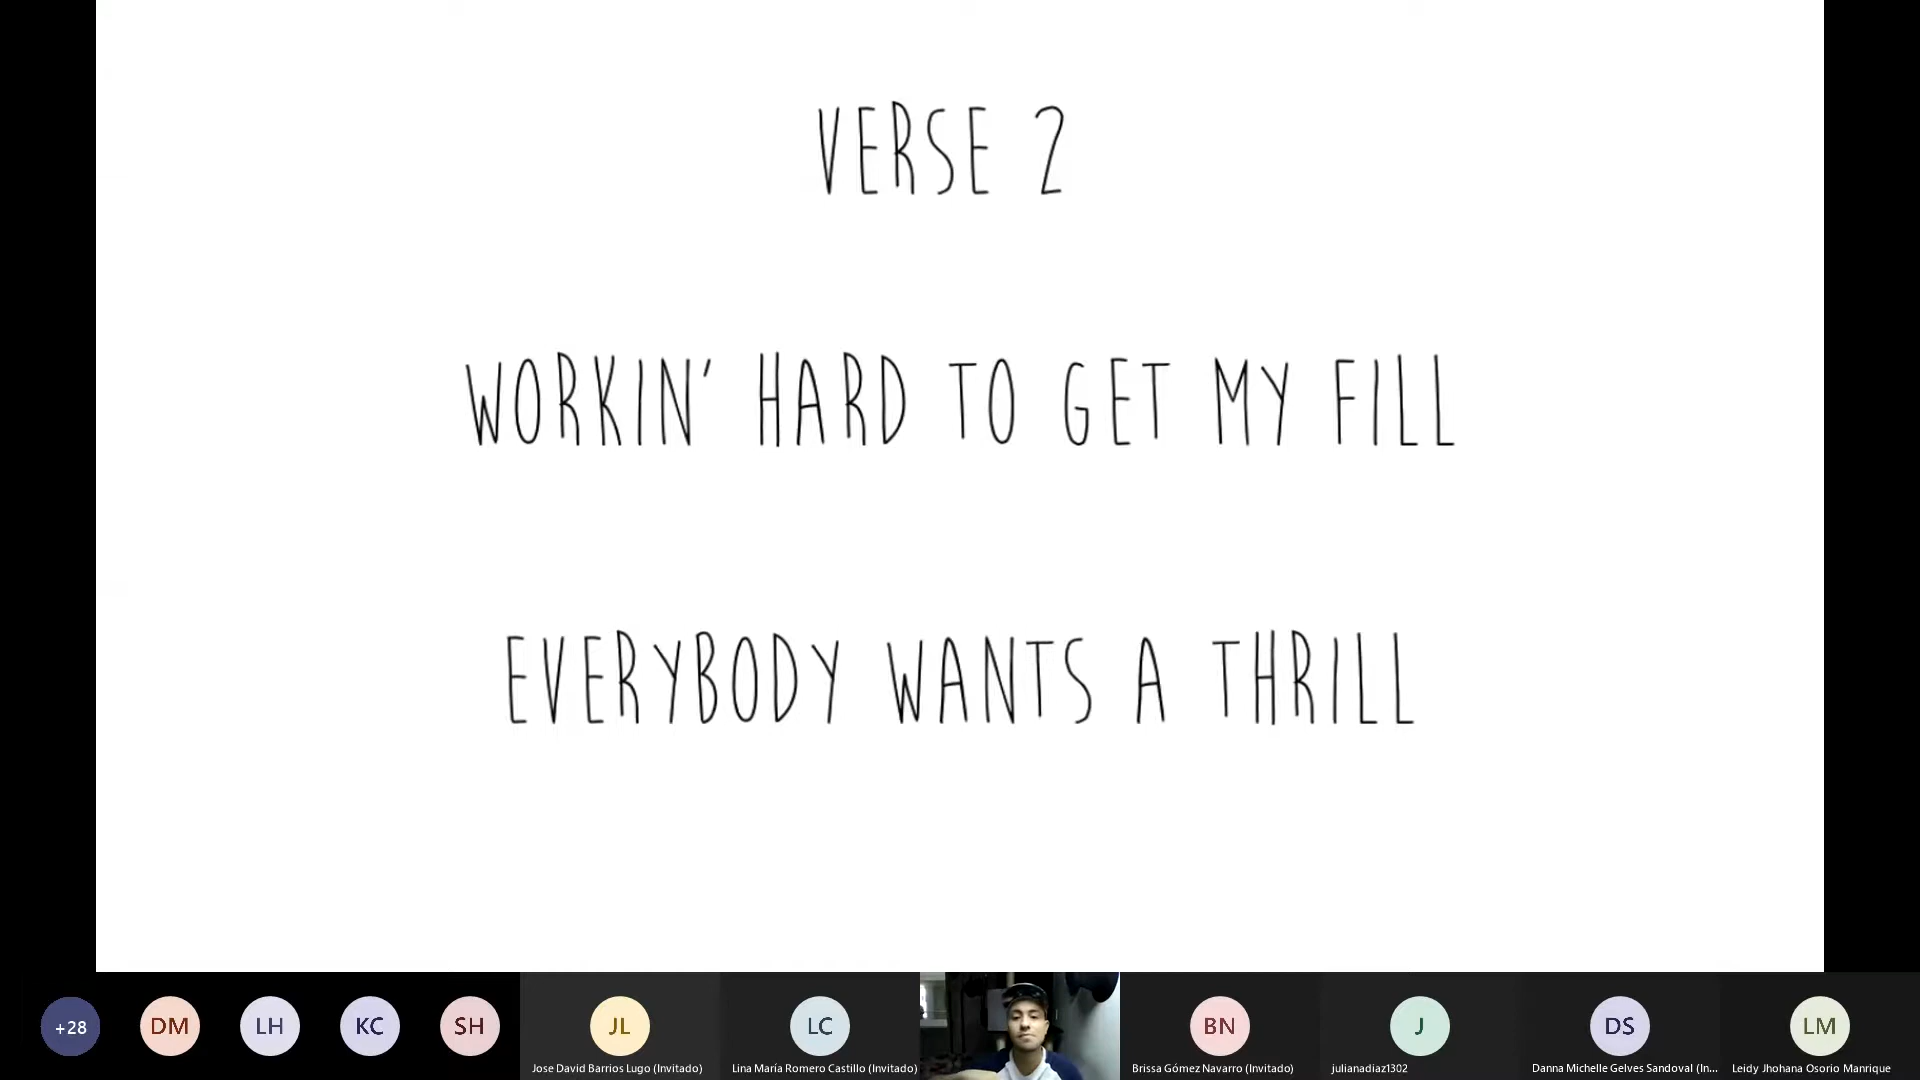 VERSE 2
WORKIN' HARD TO GET MY FILL
EVERYBODY WANTS A THRILL
+28
DM
LH
KC
SH
JL
LC
BN
J
DS
LM
Jose David Barrios Lugo (Invitado)
Lina María Romero Castillo (Invitado)
Brissa Gómez Navarro (Invitado)
julianadiaz1302
Danna Michelle Gelves Sandoval (In...
Leidy Jhohana Osorio Manrique